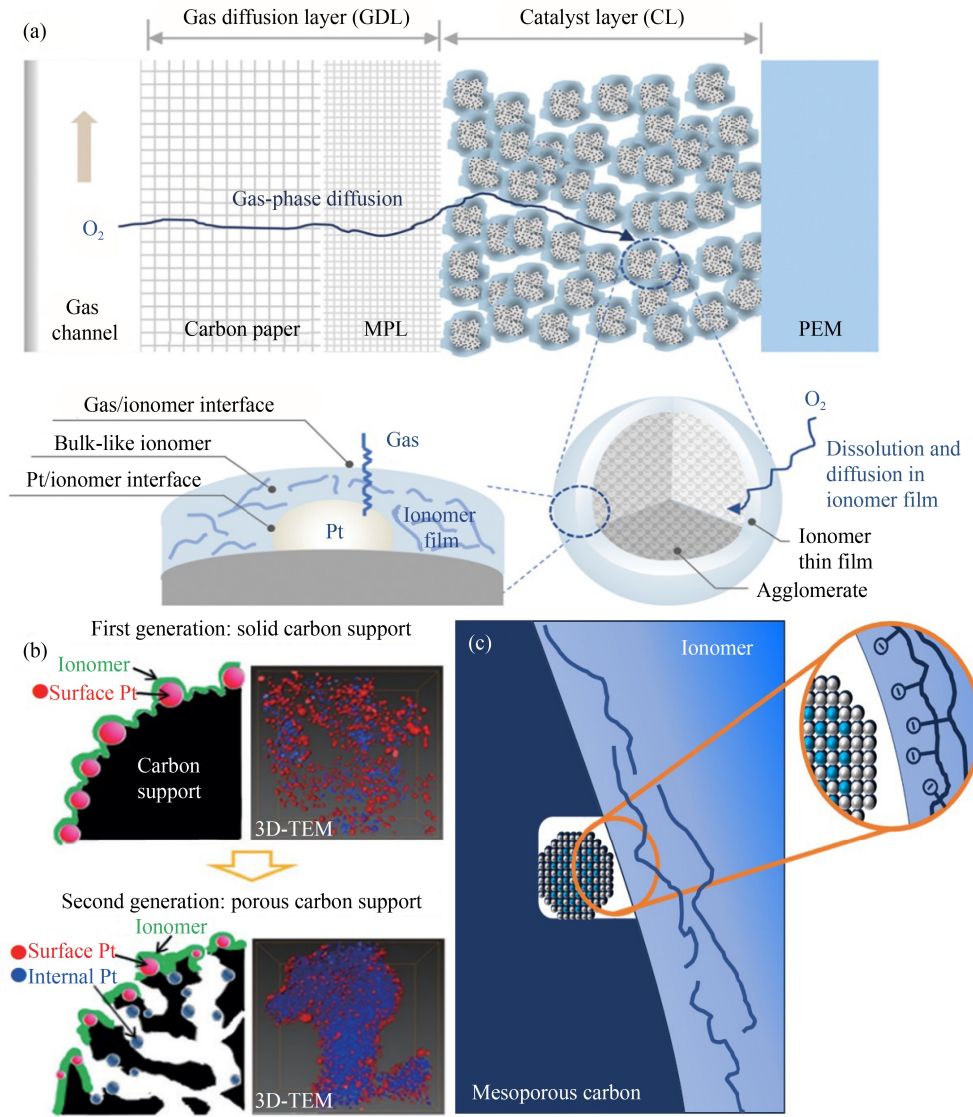 (a)
Gas diffusion layer (GDL)
Catalyst layer (CL)
Gas-phase diffusion
O₂
Gas
channel
Carbon paper
MPL
PEM
Gas/ionomer interface
Bulk-like ionomer
Pt/ionomer interface
Gas
Pt
Ionomer
film
O₂
Dissolution and
diffusion in
ionomer film
Ionomer
thin film
Agglomerate
First generation: solid carbon support
(b)
Ionomer
Surface Pt
Carbon
support
3D-TEM
Second generation: porous carbon support
Ionomer
Surface Pt
Internal Pt
3D-TEM
(c)
Ionomer
Mesoporous carbon